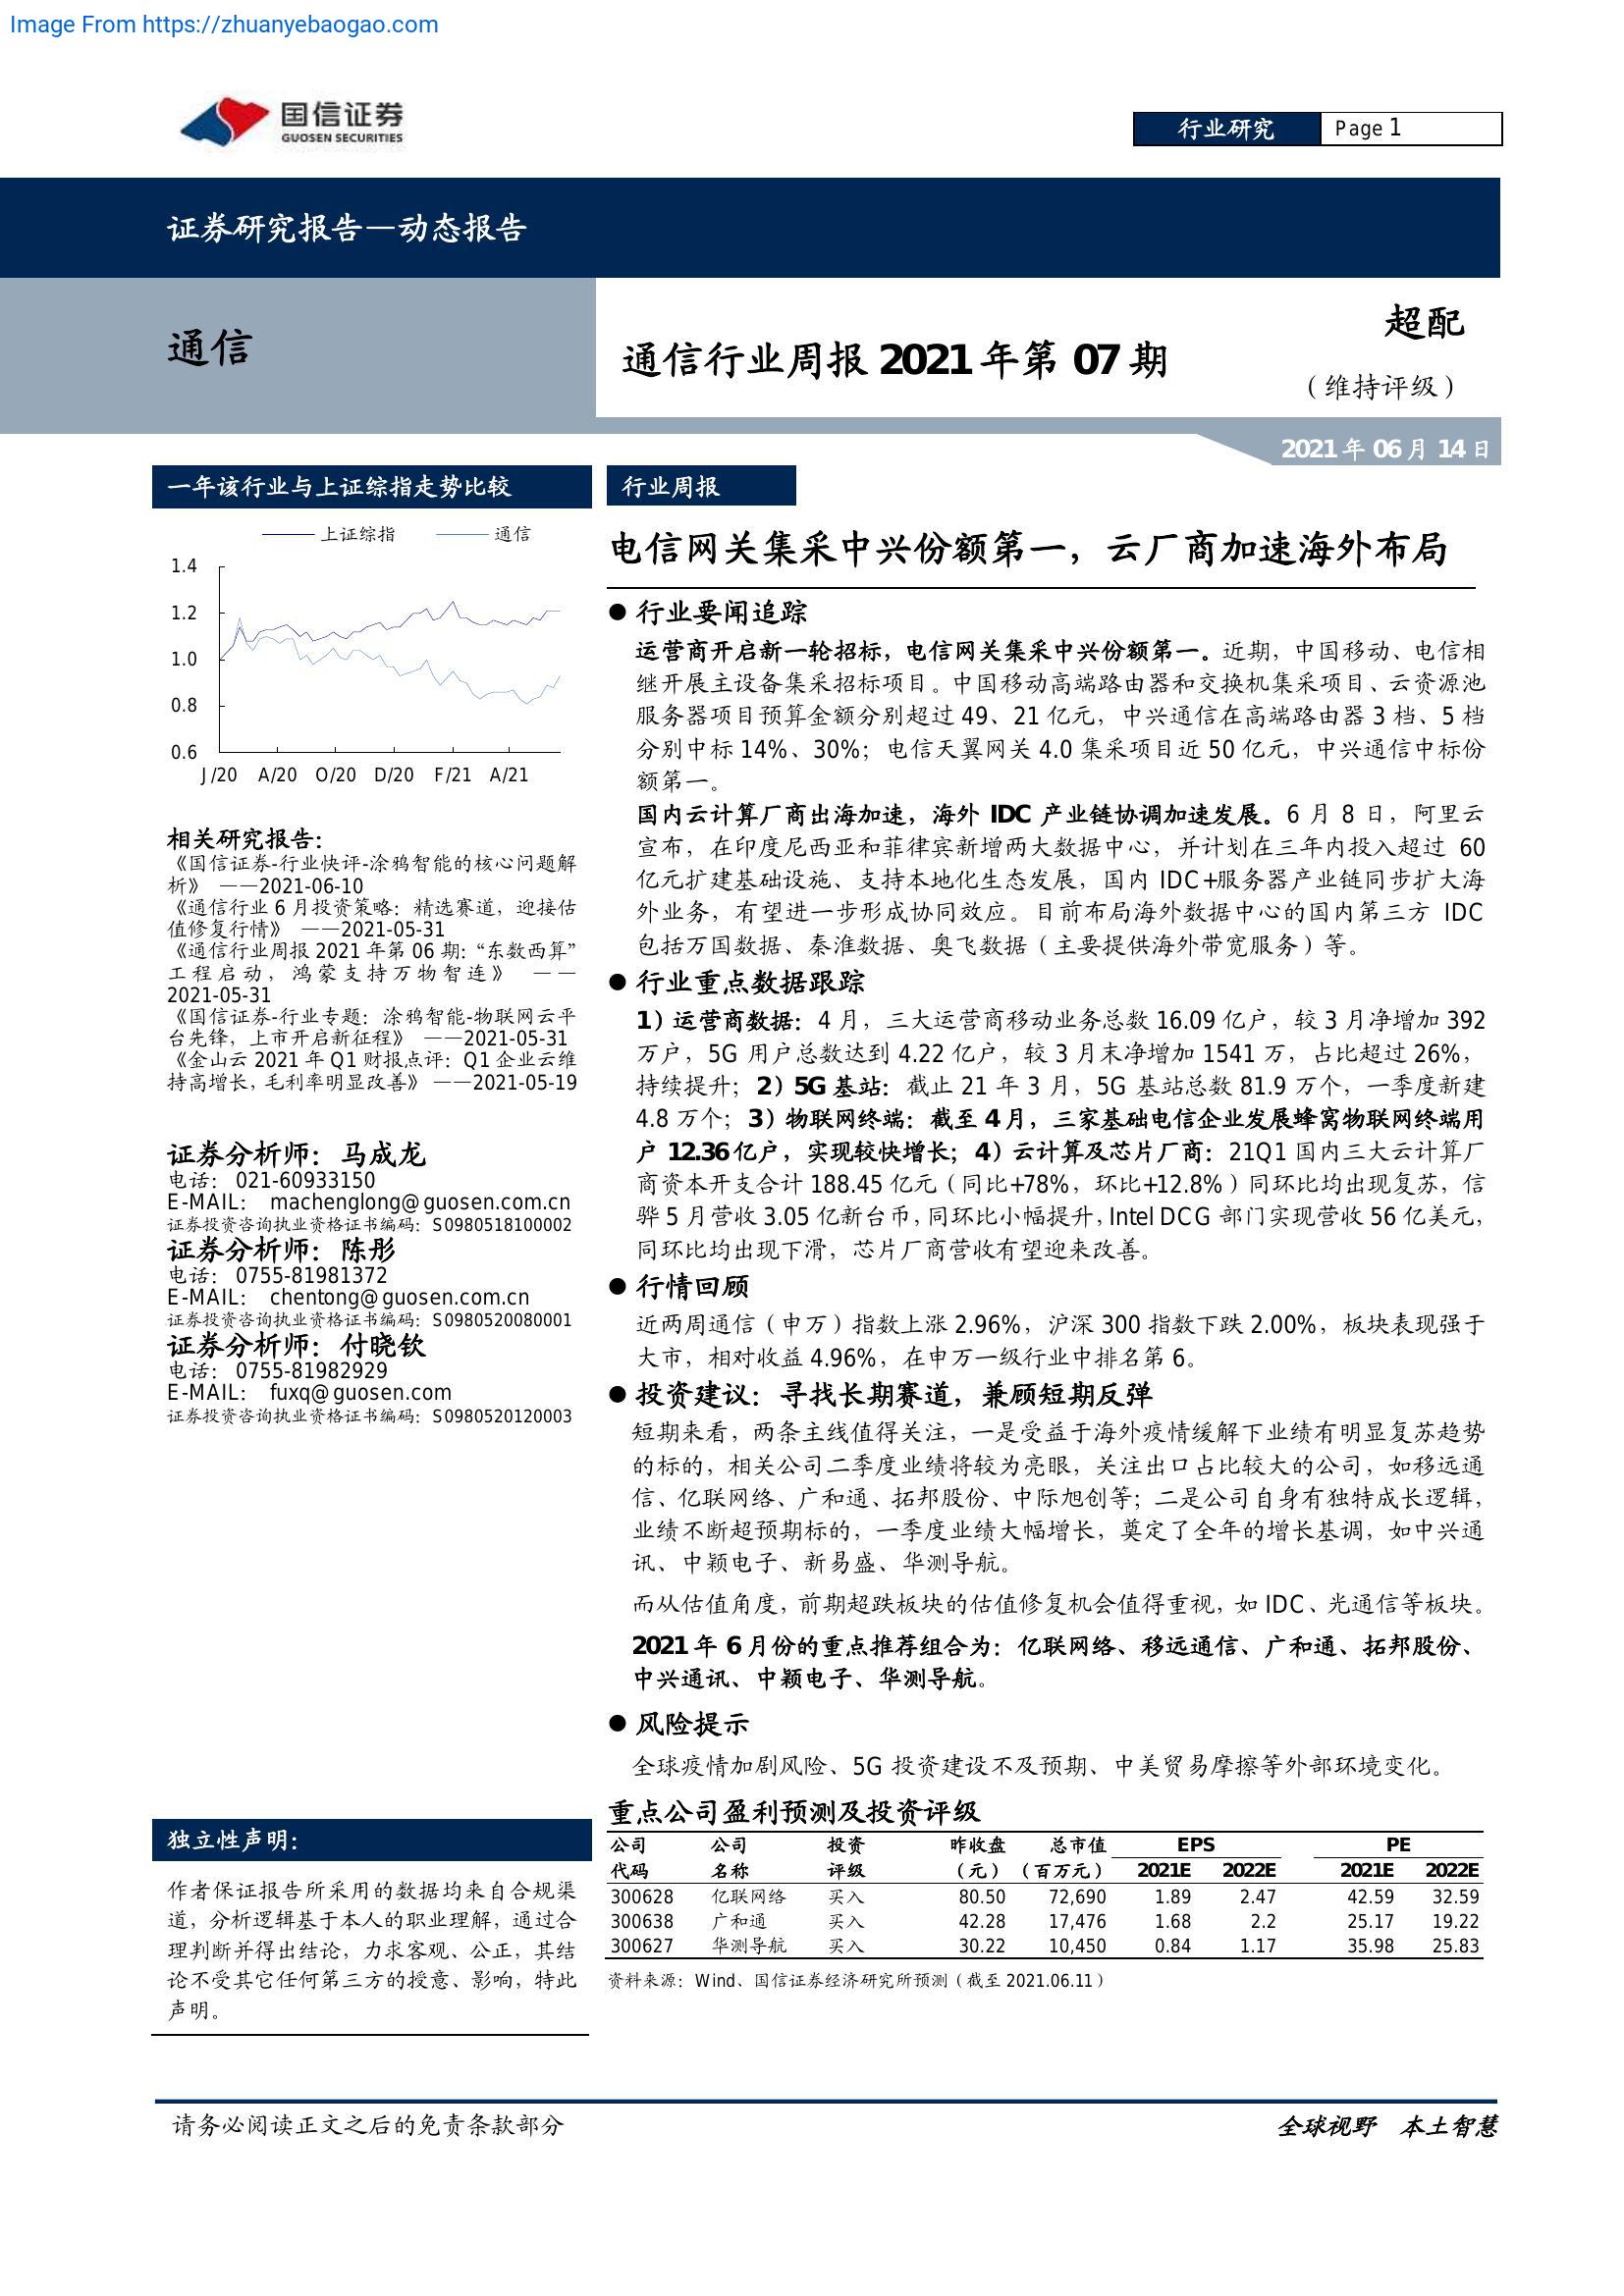 Image From https://zhuanyebaogao.com
国信证券
GUOSEN SECURITIES
行业研究
Page 1
证券研究报告—动态报告
通信
通信行业周报 2021 年第 07 期
超配
（维持评级）
2021 年 06 月 14 日
一年该行业与上证综指走势比较
上证综指 通信
1.4
1.2
1.0
0.8
0.6
J/20 A/20 O/20 D/20 F/21 A/21
相关研究报告：
《国信证券-行业快评-涂鸦智能的核心问题解
析》 ——2021-06-10
《通信行业 6 月投资策略：精选赛道，迎接估
值修复行情》 ——2021-05-31
《通信行业周报 2021 年第 06 期：“东数西算”
工程启动，鸿蒙支持万物智连》 ——
2021-05-31
《国信证券-行业专题：涂鸦智能-物联网云平
台先锋，上市开启新征程》 ——2021-05-31
《金山云 2021 年 Q1 财报点评：Q1 企业云维
持高增长，毛利率明显改善》 ——2021-05-19
证券分析师：马成龙
电话： 021-60933150
E-MAIL： machenglong@guosen.com.cn
证券投资咨询执业资格证书编码：S0980518100002
证券分析师：陈彤
电话： 0755-81981372
E-MAIL： chentong@guosen.com.cn
证券投资咨询执业资格证书编码：S0980520080001
证券分析师：付晓钦
电话： 0755-81982929
E-MAIL： fuxq@guosen.com
证券投资咨询执业资格证书编码：S0980520120003
独立性声明：
作者保证报告所采用的数据均来自合规渠
道，分析逻辑基于本人的职业理解，通过合
理判断并得出结论，力求客观、公正，其结
论不受其它任何第三方的授意、影响，特此
声明。
行业周报
电信网关集采中兴份额第一，云厂商加速海外布局
● 行业要闻追踪
运营商开启新一轮招标，电信网关集采中兴份额第一。近期，中国移动、电信相
继开展主设备集采招标项目。中国移动高端路由器和交换机集采项目、云资源池
服务器项目预算金额分别超过 49、21 亿元，中兴通信在高端路由器 3 档、5 档
分别中标 14%、30%；电信天翼网关 4.0 集采项目近 50 亿元，中兴通信中标份
额第一。
国内云计算厂商出海加速，海外 IDC 产业链协调加速发展。6 月 8 日，阿里云
宣布，在印度尼西亚和菲律宾新增两大数据中心，并计划在三年内投入超过 60
亿元扩建基础设施、支持本地化生态发展，国内 IDC+服务器产业链同步扩大海
外业务，有望进一步形成协同效应。目前布局海外数据中心的国内第三方 IDC
包括万国数据、秦淮数据、奥飞数据（主要提供海外带宽服务）等。
● 行业重点数据跟踪
1）运营商数据：4 月，三大运营商移动业务总数 16.09 亿户，较 3 月净增加 392
万户，5G 用户总数达到 4.22 亿户，较 3 月末净增加 1541 万，占比超过 26%，
持续提升；2）5G 基站：截止 21 年 3 月，5G 基站总数 81.9 万个，一季度新建
4.8 万个；3）物联网终端：截至 4 月，三家基础电信企业发展蜂窝物联网终端用
户 12.36 亿户，实现较快增长；4）云计算及芯片厂商：21Q1 国内三大云计算厂
商资本开支合计 188.45 亿元（同比+78%，环比+12.8%）同环比均出现复苏，信
骅 5 月营收 3.05 亿新台币，同环比小幅提升，Intel DCG 部门实现营收 56 亿美元，
同环比均出现下滑，芯片厂商营收有望迎来改善。
● 行情回顾
近两周通信（申万）指数上涨 2.96%，沪深 300 指数下跌 2.00%，板块表现强于
大市，相对收益 4.96%，在申万一级行业中排名第 6。
● 投资建议：寻找长期赛道，兼顾短期反弹
短期来看，两条主线值得关注，一是受益于海外疫情缓解下业绩有明显复苏趋势
的标的，相关公司二季度业绩将较为亮眼，关注出口占比较大的公司，如移远通
信、亿联网络、广和通、拓邦股份、中际旭创等；二是公司自身有独特成长逻辑，
业绩不断超预期标的，一季度业绩大幅增长，奠定了全年的增长基调，如中兴通
讯、中颖电子、新易盛、华测导航。
而从估值角度，前期超跌板块的估值修复机会值得重视，如 IDC、光通信等板块。
2021 年 6 月份的重点推荐组合为：亿联网络、移远通信、广和通、拓邦股份、
中兴通讯、中颖电子、华测导航。
● 风险提示
全球疫情加剧风险、5G 投资建设不及预期、中美贸易摩擦等外部环境变化。
重点公司盈利预测及投资评级
公司 公司 投资 昨收盘 总市值 EPS PE
代码 名称 评级 （元） （百万元） 2021E 2022E 2021E 2022E
300628 亿联网络 买入 80.50 72,690 1.89 2.47 42.59 32.59
300638 广和通 买入 42.28 17,476 1.68 2.2 25.17 19.22
300627 华测导航 买入 30.22 10,450 0.84 1.17 35.98 25.83
资料来源：Wind、国信证券经济研究所预测（截至 2021.06.11）
请务必阅读正文之后的免责条款部分
全球视野 本土智慧